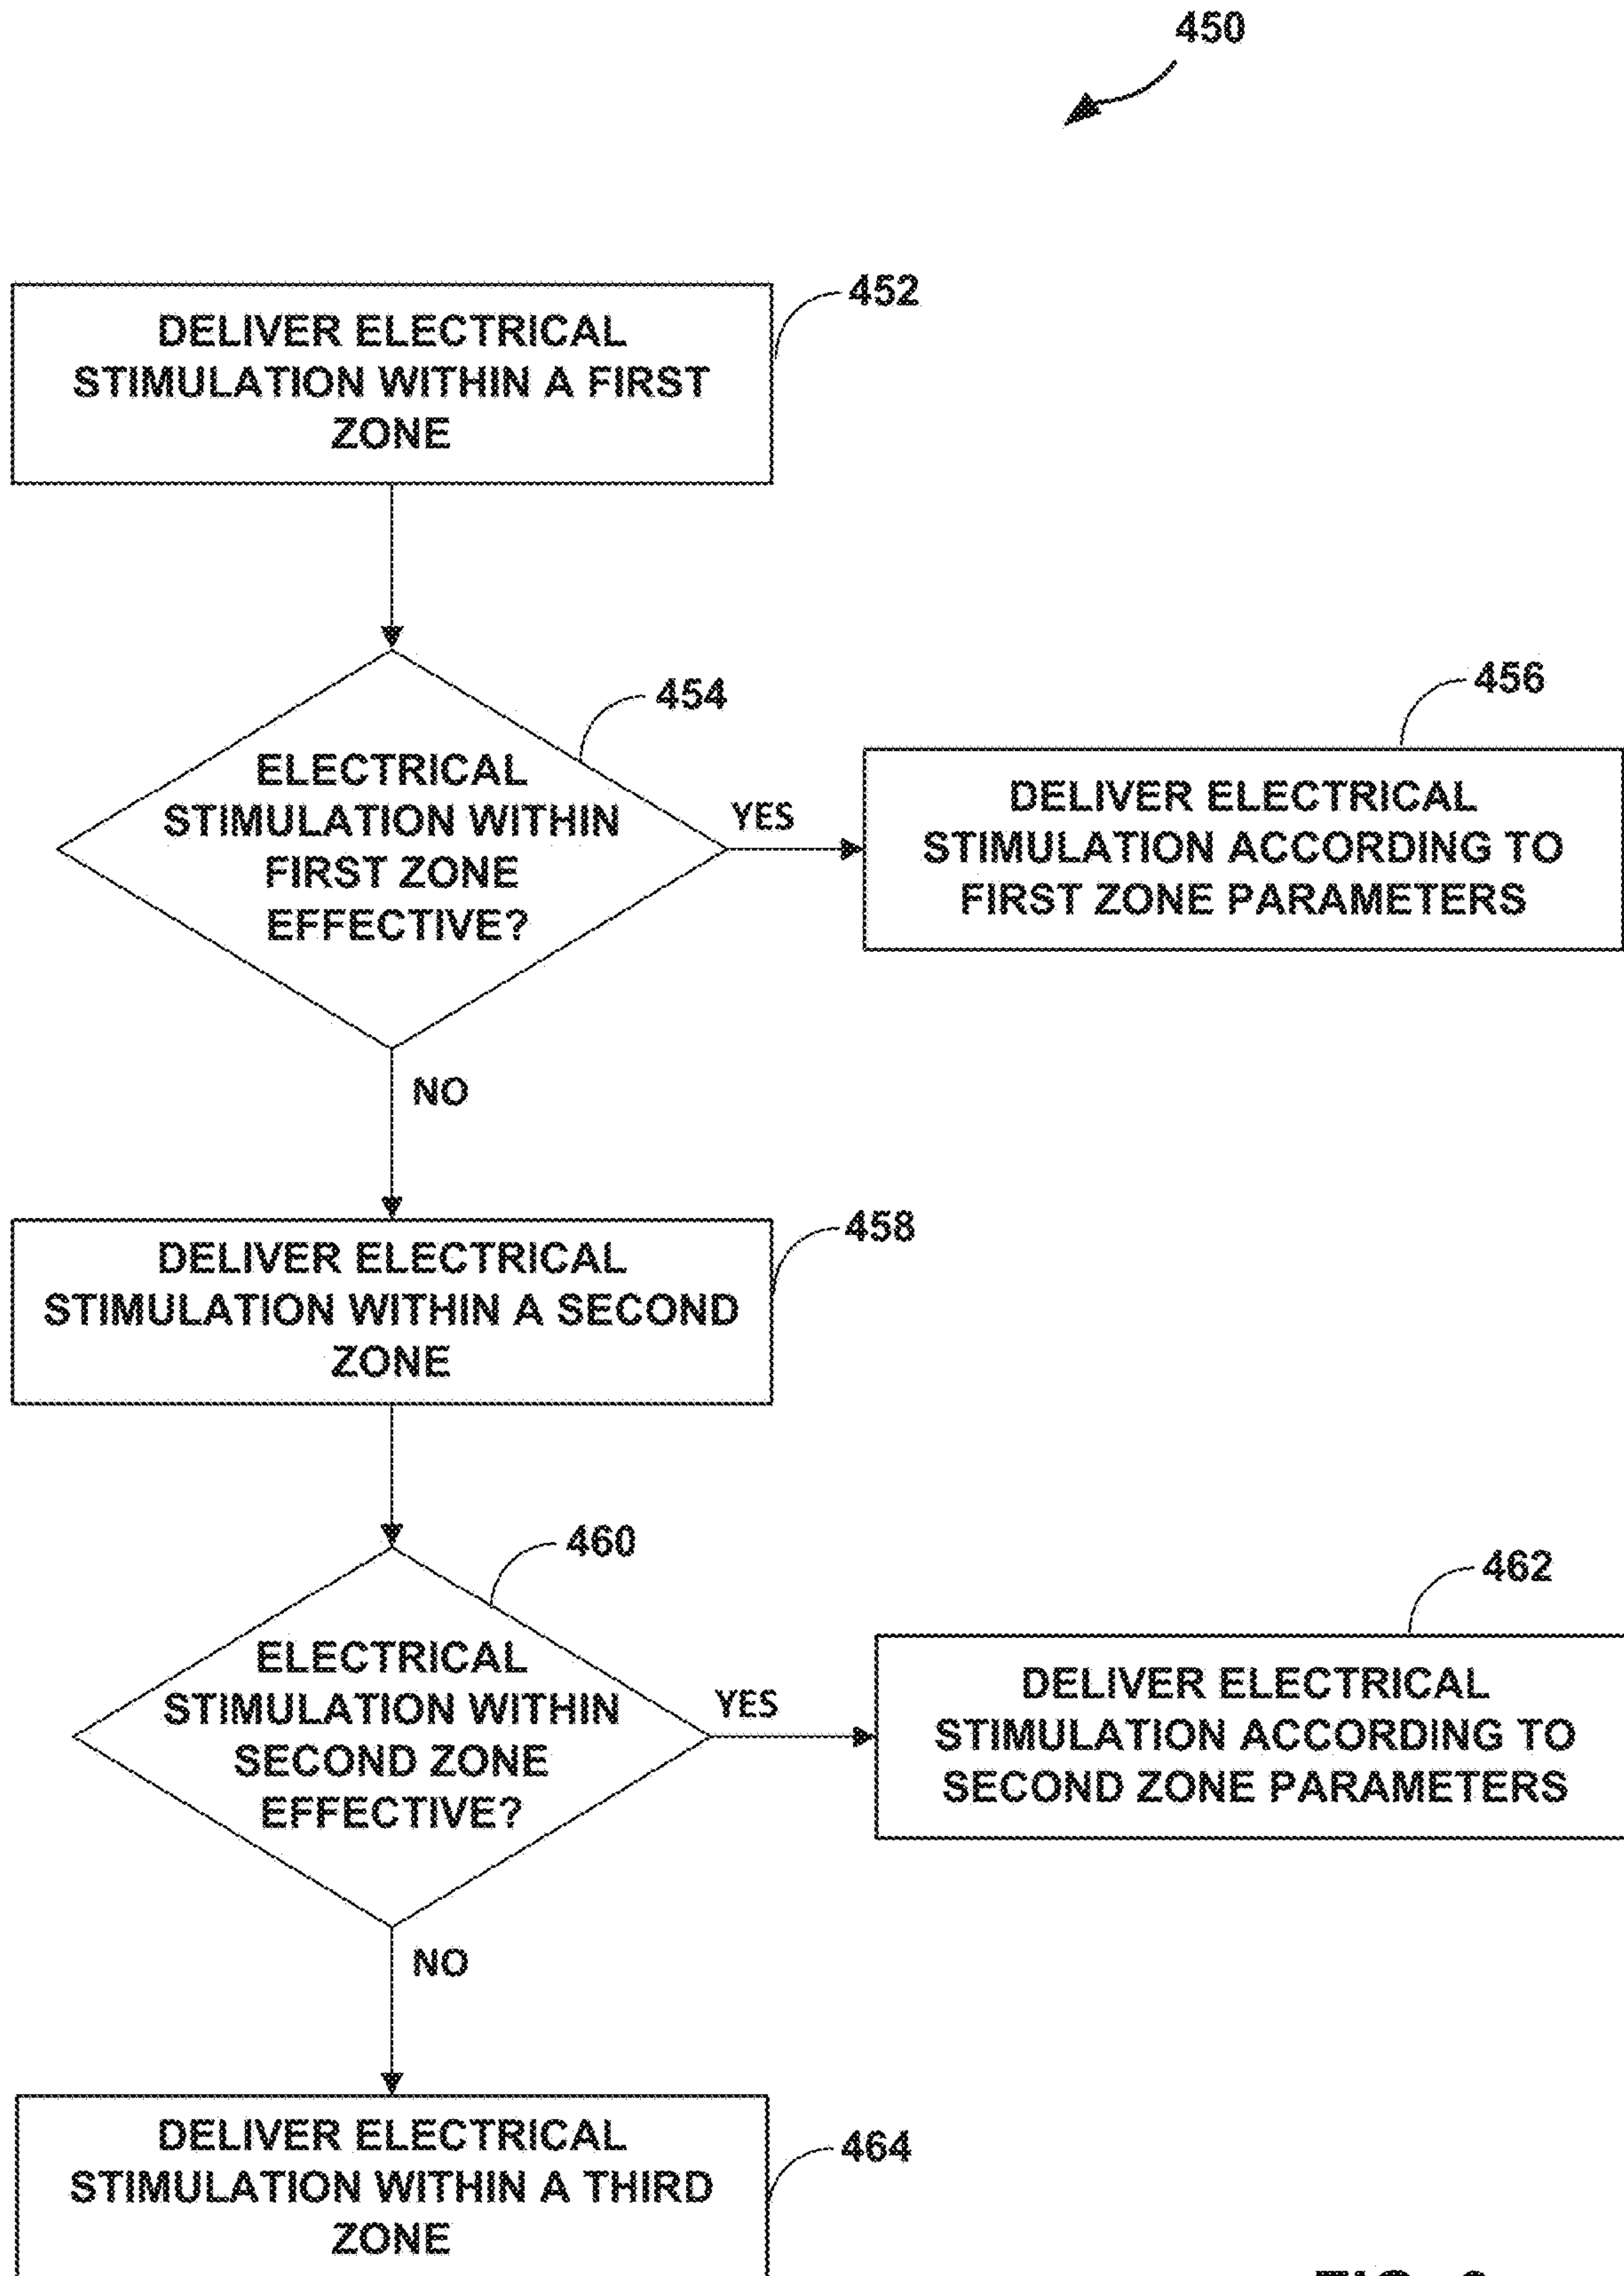 450
452
DELIVER ELECTRICAL
STIMULATION WITHIN A FIRST
ZONE
454
ELECTRICAL
STIMULATION WITHIN
FIRST ZONE
EFFECTIVE?
YES
456
DELIVER ELECTRICAL
STIMULATION ACCORDING TO
FIRST ZONE PARAMETERS
NO
458
DELIVER ELECTRICAL
STIMULATION WITHIN A SECOND
ZONE
460
ELECTRICAL
STIMULATION WITHIN
SECOND ZONE
EFFECTIVE?
YES
462
DELIVER ELECTRICAL
STIMULATION ACCORDING TO
SECOND ZONE PARAMETERS
NO
464
DELIVER ELECTRICAL
STIMULATION WITHIN A THIRD
ZONE